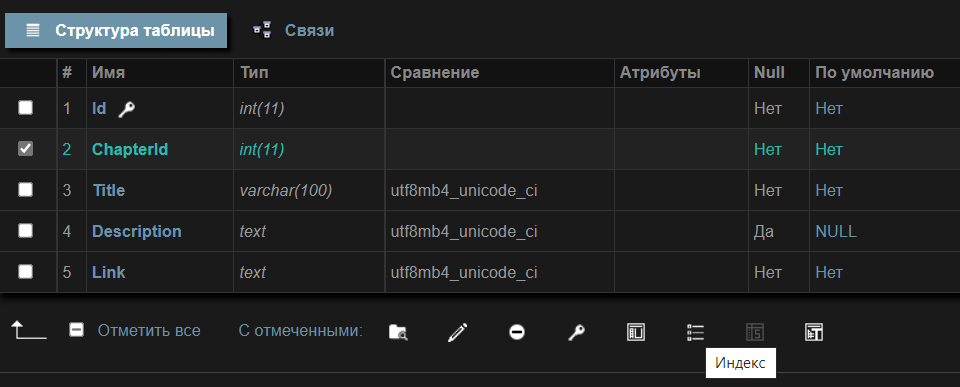 Структура таблицы Связи
# Имя Тип Сравнение Атрибуты Null По умолчанию
1 Id int(11) Нет Нет
2 ChapterId int(11) Нет Нет
3 Title varchar(100) utf8mb4_unicode_ci Нет Нет
4 Description text utf8mb4_unicode_ci Да NULL
5 Link text utf8mb4_unicode_ci Нет Нет
Отметить все С отмеченными:
Индекс